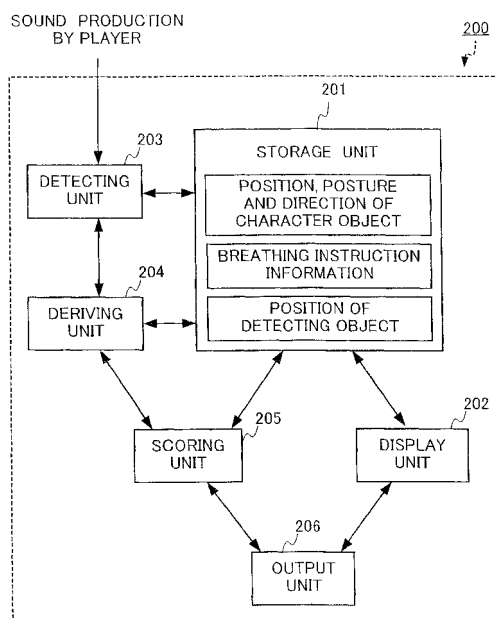 SOUND PRODUCTION
BY PLAYER
200
201
203
STORAGE UNIT
DETECTING
UNIT
POSITION, POSTURE
AND DIRECTION OF
CHARACTER OBJECT
BREATHING INSTRUCTION
INFORMATION
204
DERIVING
UNIT
POSITION OF
DETECTING OBJECT
205
SCORING
UNIT
202
DISPLAY
UNIT
206
OUTPUT
UNIT